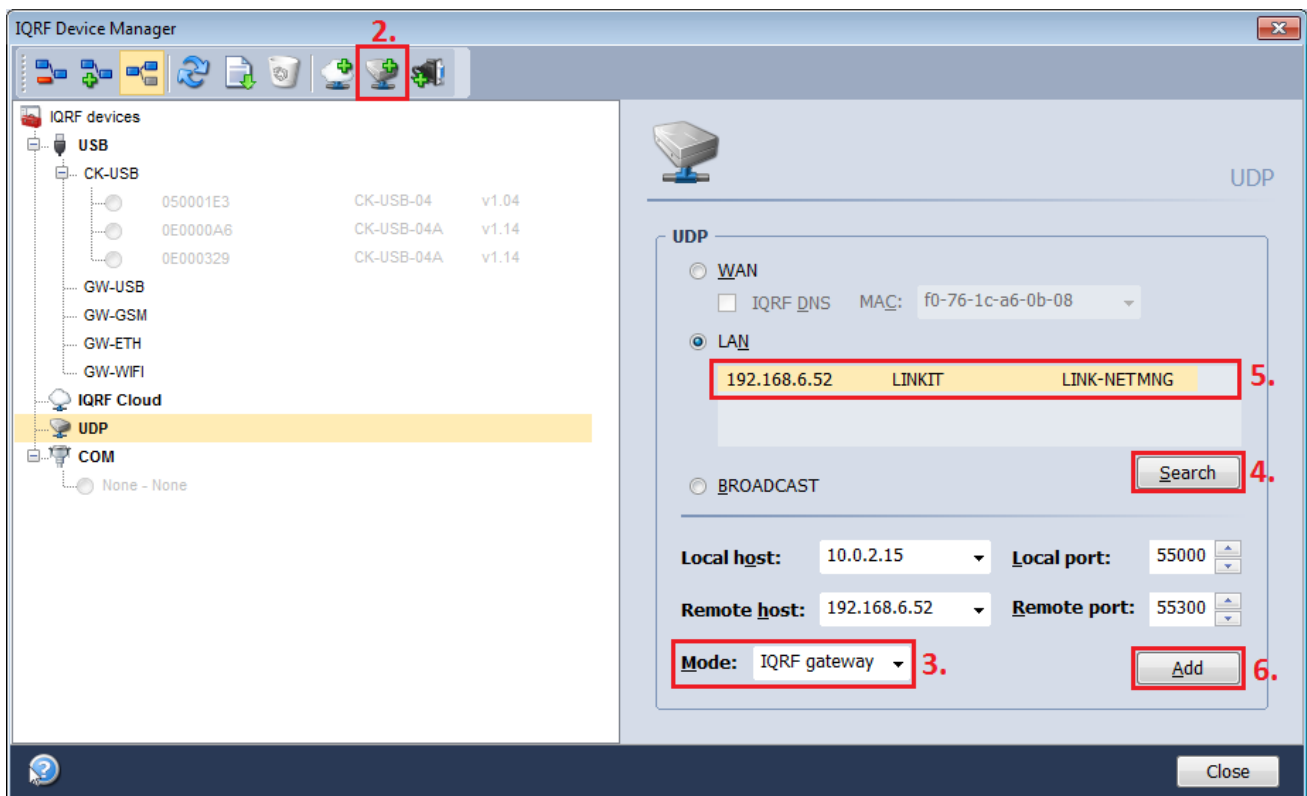 IQRF Device Manager
2.
IQRF devices
USB
CK-USB
050001E3 CK-USB-04 v1.04
0E0000A6 CK-USB-04A v1.14
0E000329 CK-USB-04A v1.14
GW-USB
GW-GSM
GW-ETH
GW-WIFI
IQRF Cloud
UDP
COM
None - None
UDP
UDP
WAN
IQRF DNS MAC: f0-76-1c-a6-0b-08
LAN
192.168.6.52 LINKIT LINK-NETMNG 5.
Search 4.
BROADCAST
Local host: 10.0.2.15 Local port: 55000
Remote host: 192.168.6.52 Remote port: 55300
Mode: IQRF gateway 3. Add 6.
Close